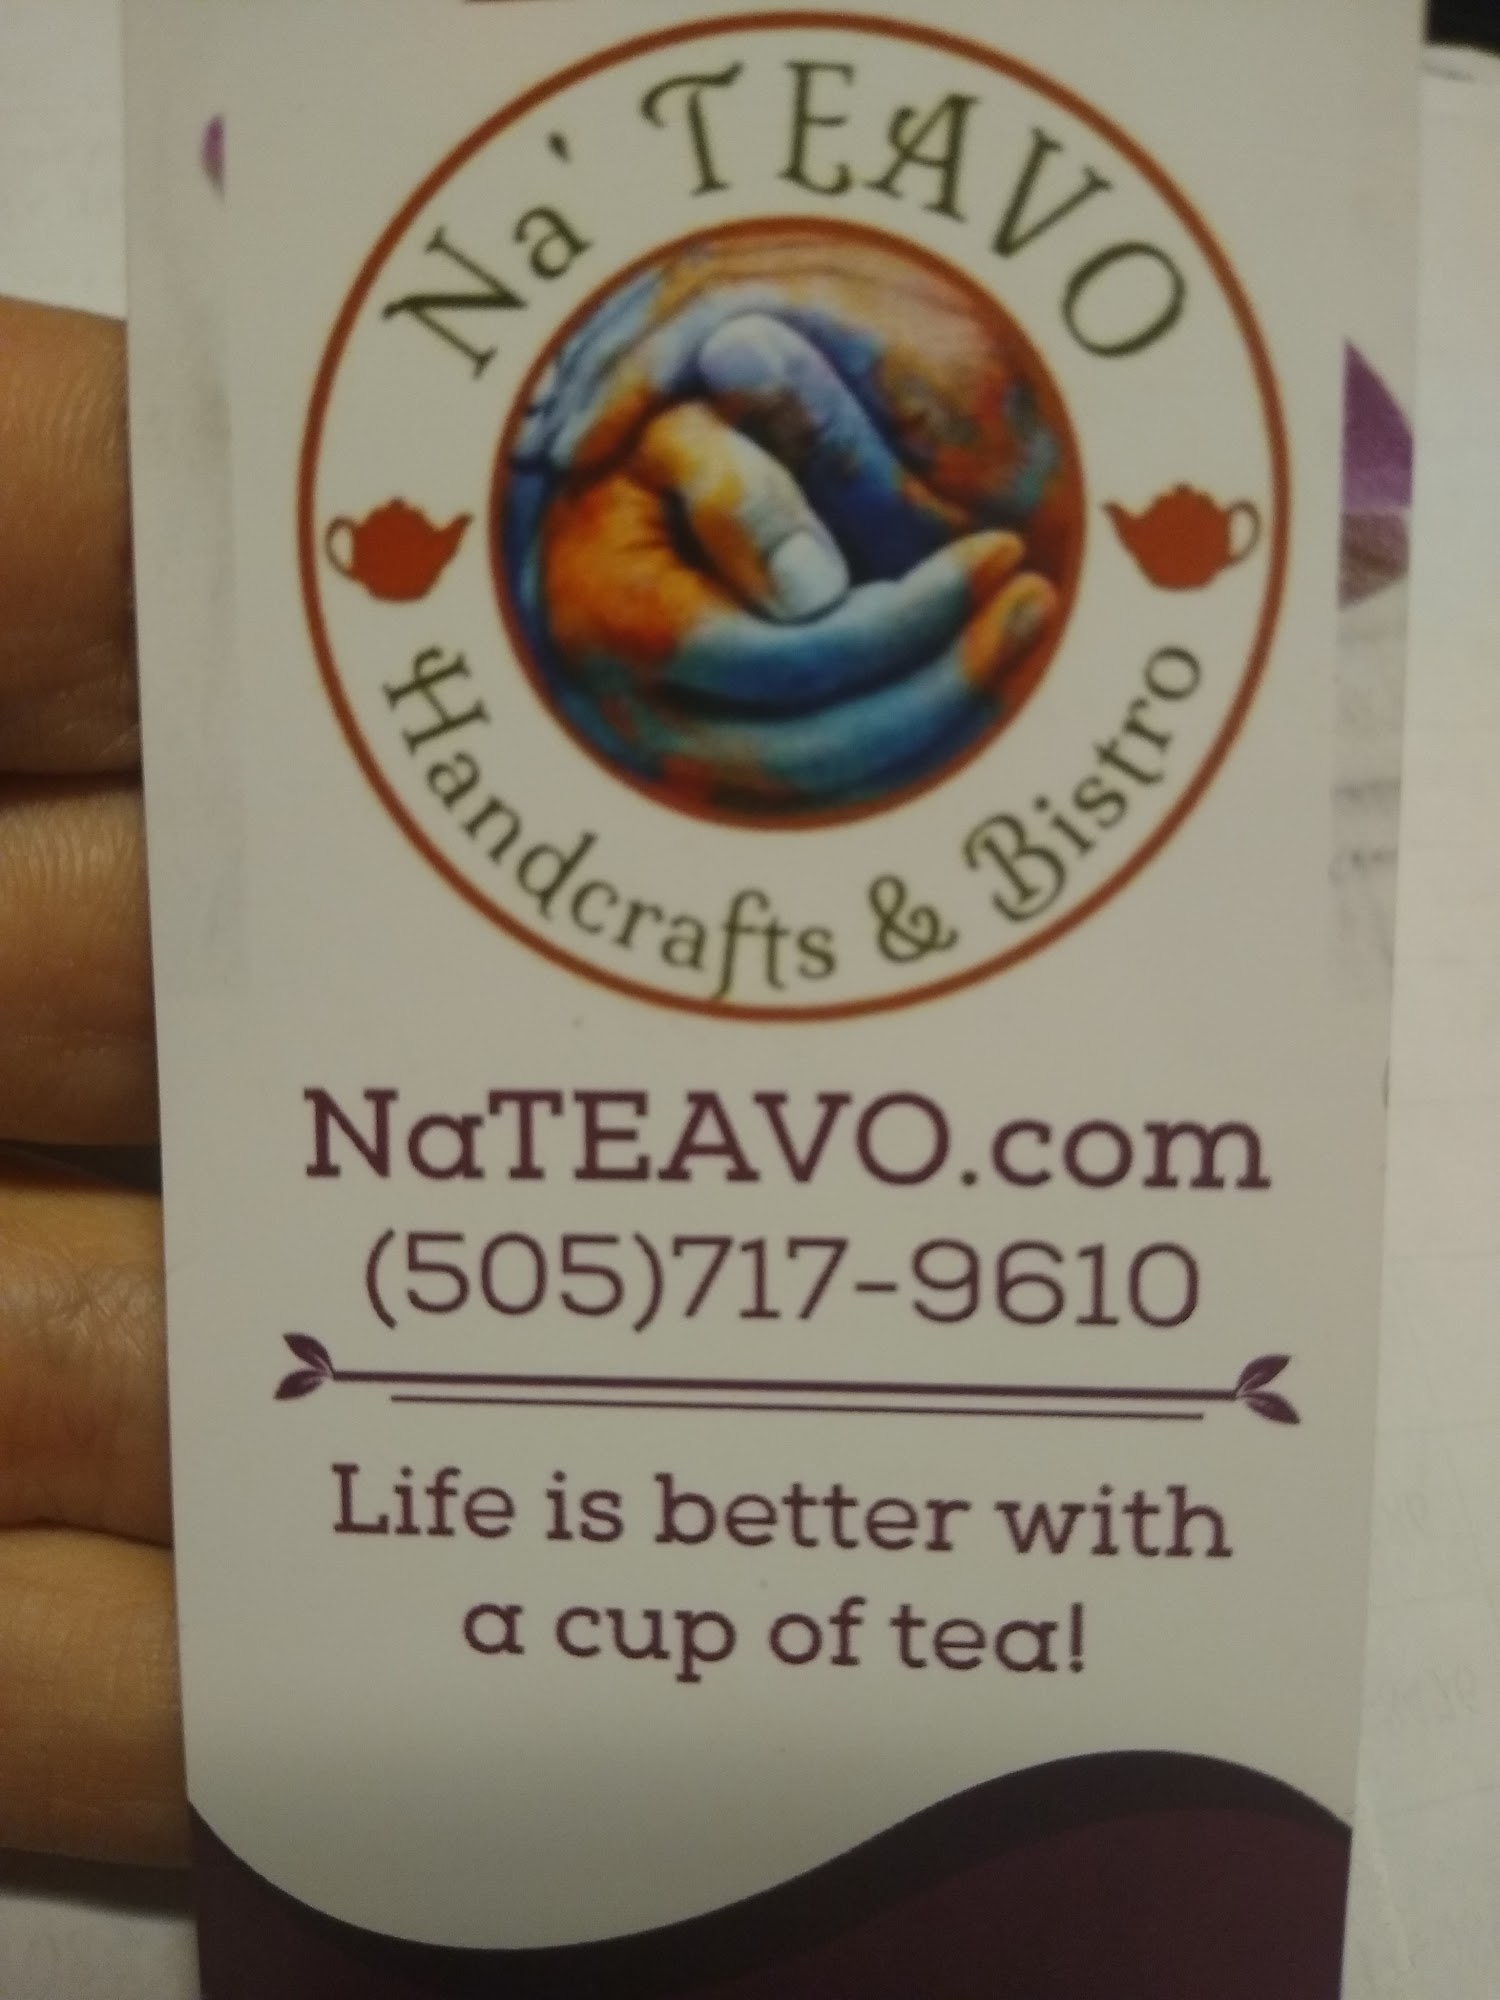 Na' TEAVO
Handcrafts & Bistro
NaTEAVO.com
(505)717-9610
Life is better with
a cup of tea!